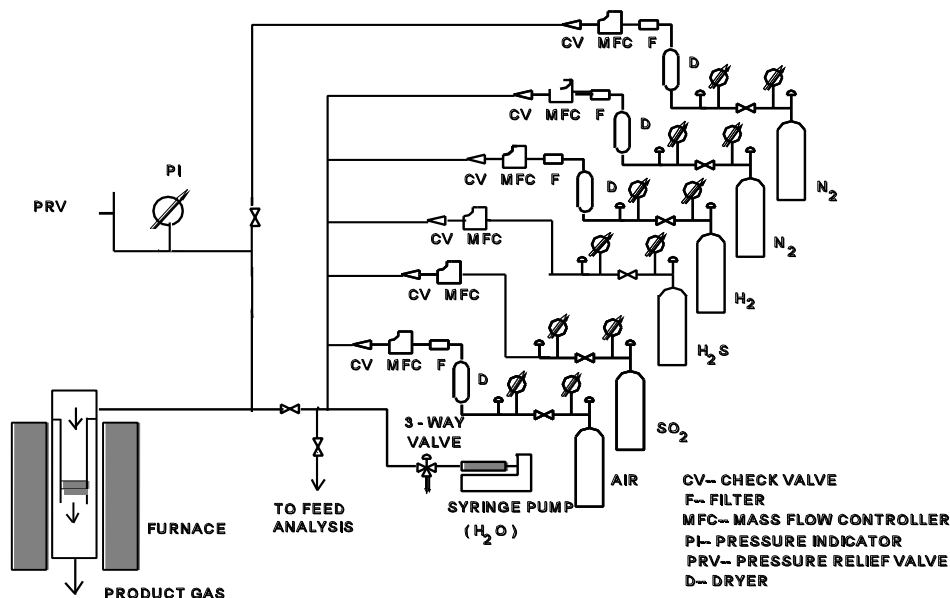 CV MFC F
D
CV MFC F
D
N2
CV MFC F
D
N2
PI
PRV
CV MFC
H2
CV MFC
H2S
CV MFC F
D
SO2
3 - WAY
VALVE
AIR
SYRINGE PUMP
(H2O)
TO FEED
ANALYSIS
FURNACE
PRODUCT GAS
CV-- CHECK VALVE
F-- FILTER
MFC-- MASS FLOW CONTROLLER
PI-- PRESSURE INDICATOR
PRV-- PRESSURE RELIEF VALVE
D-- DRYER